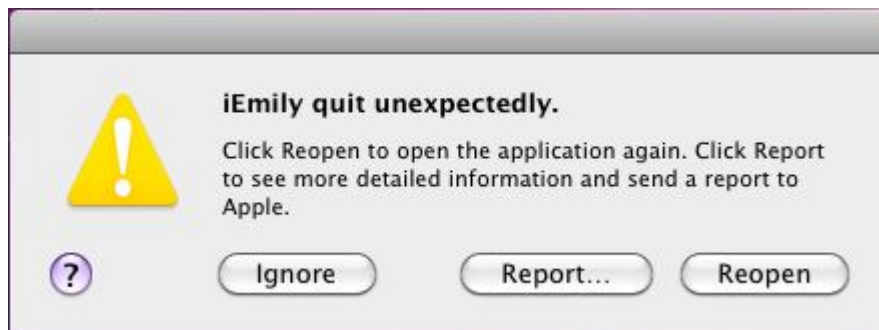 iEmily quit unexpectedly.
Click Reopen to open the application again. Click Report
to see more detailed information and send a report to
Apple.
? Ignore Report... Reopen